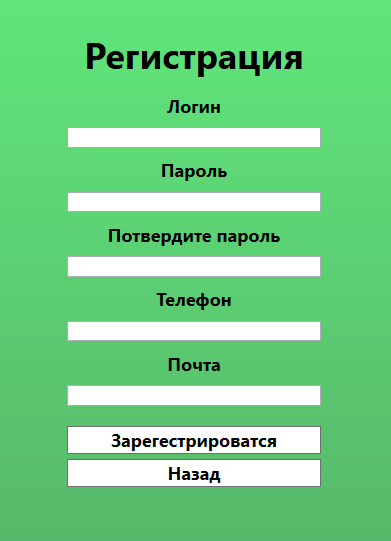 Регистрация
Логин
Пароль
Потвердите пароль
Телефон
Почта
Зарегестрироватся
Назад